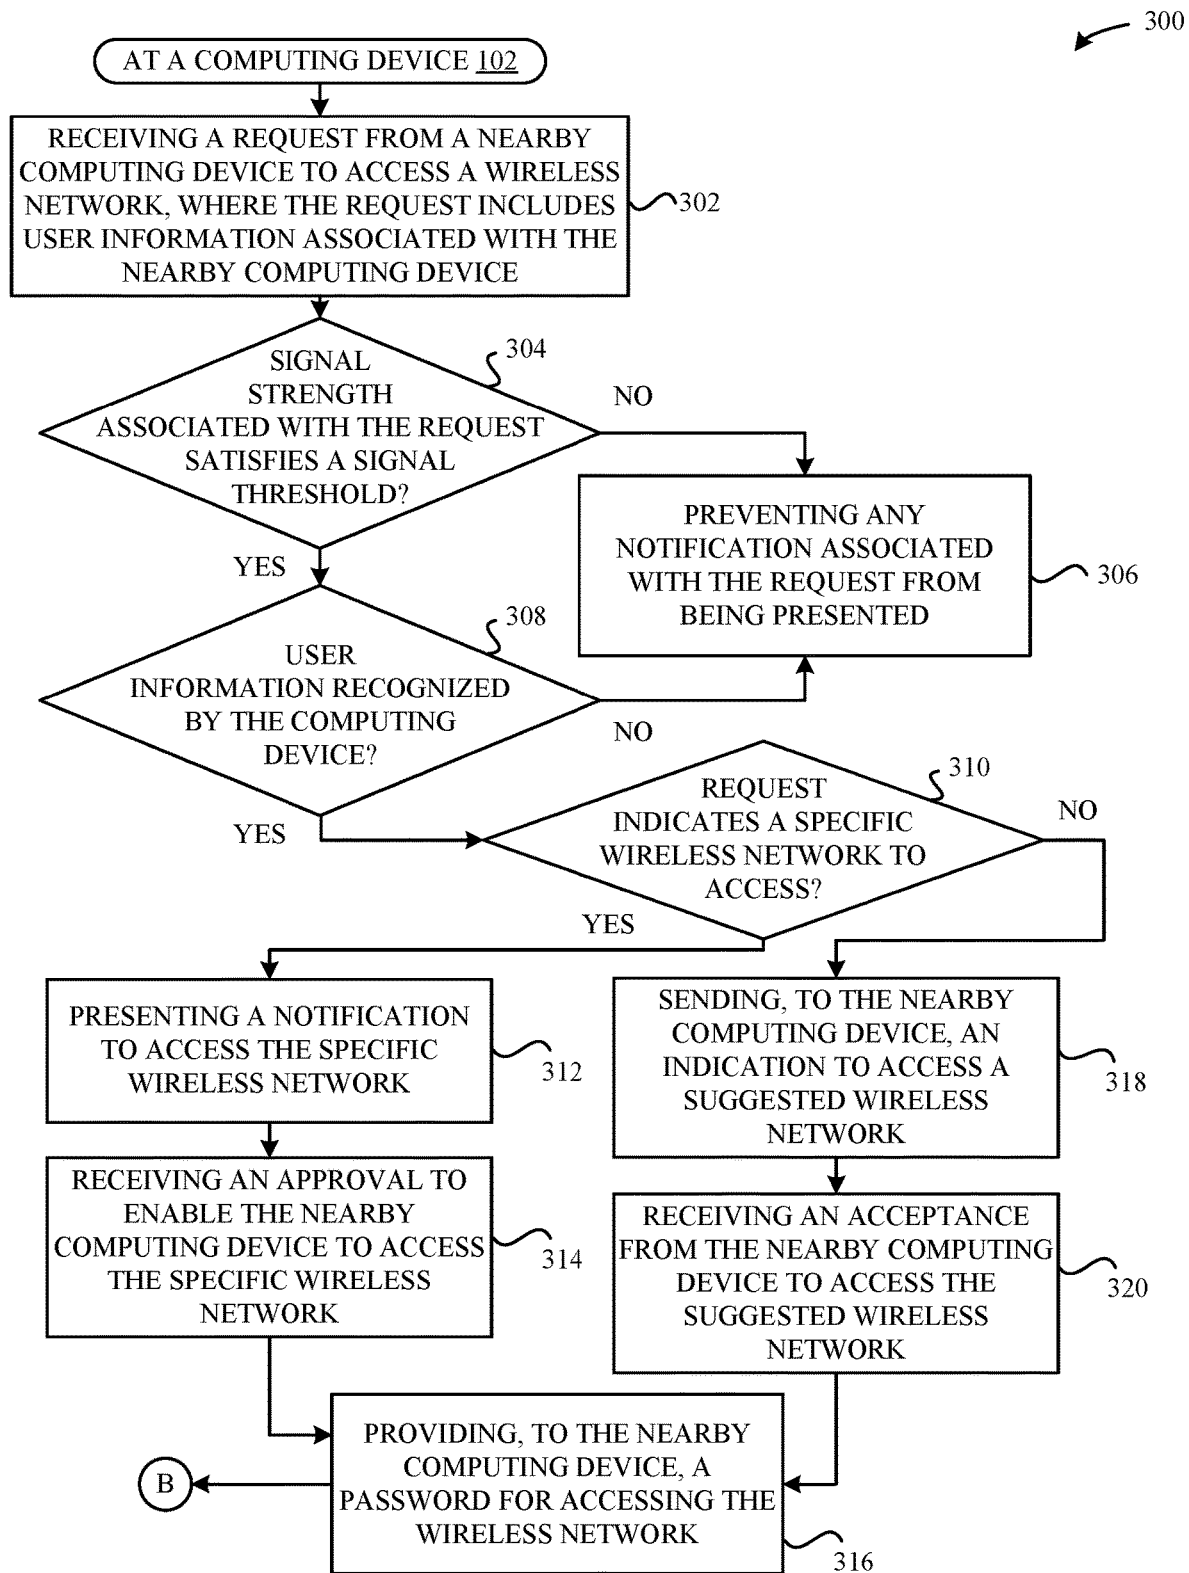 300
AT A COMPUTING DEVICE 102
RECEIVING A REQUEST FROM A NEARBY
COMPUTING DEVICE TO ACCESS A WIRELESS
NETWORK, WHERE THE REQUEST INCLUDES
USER INFORMATION ASSOCIATED WITH THE
NEARBY COMPUTING DEVICE
302
SIGNAL
STRENGTH
ASSOCIATED WITH THE REQUEST
SATISFIES A SIGNAL
THRESHOLD?
304
NO
YES
PREVENTING ANY
NOTIFICATION ASSOCIATED
WITH THE REQUEST FROM
BEING PRESENTED
306
USER
INFORMATION RECOGNIZED
BY THE COMPUTING
DEVICE?
308
NO
YES
REQUEST
INDICATES A SPECIFIC
WIRELESS NETWORK TO
ACCESS?
310
NO
YES
PRESENTING A NOTIFICATION
TO ACCESS THE SPECIFIC
WIRELESS NETWORK
312
SENDING, TO THE NEARBY
COMPUTING DEVICE, AN
INDICATION TO ACCESS A
SUGGESTED WIRELESS
NETWORK
318
RECEIVING AN APPROVAL TO
ENABLE THE NEARBY
COMPUTING DEVICE TO ACCESS
THE SPECIFIC WIRELESS
NETWORK
314
RECEIVING AN ACCEPTANCE
FROM THE NEARBY COMPUTING
DEVICE TO ACCESS THE
SUGGESTED WIRELESS
NETWORK
320
PROVIDING, TO THE NEARBY
COMPUTING DEVICE, A
PASSWORD FOR ACCESSING THE
WIRELESS NETWORK
316
B